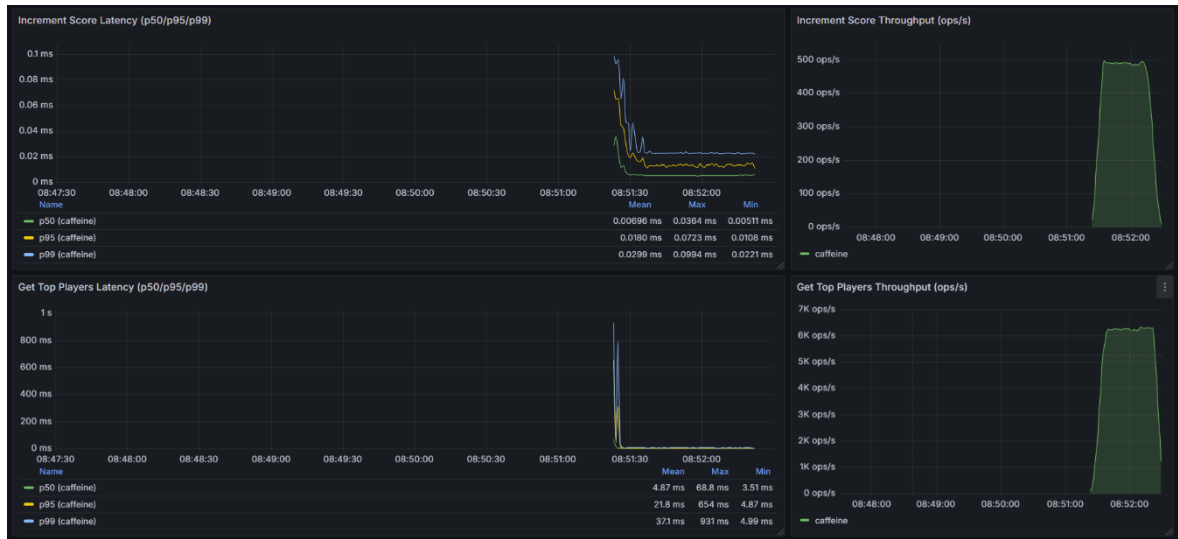 Increment Score Latency (p50/p95/p99)
0.1 ms
0.08 ms
0.06 ms
0.04 ms
0.02 ms
0 ms
08:47:30 08:48:00 08:48:30 08:49:00 08:49:30 08:50:00 08:50:30 08:51:00 08:51:30 08:52:00
Name Mean Max Min
p50 (caffeine) 0.00696 ms 0.0364 ms 0.00511 ms
p95 (caffeine) 0.0180 ms 0.0723 ms 0.0108 ms
p99 (caffeine) 0.0299 ms 0.0994 ms 0.0221 ms
Increment Score Throughput (ops/s)
500 ops/s
400 ops/s
300 ops/s
200 ops/s
100 ops/s
0 ops/s
08:48:00 08:49:00 08:50:00 08:51:00 08:52:00
caffeine
Get Top Players Latency (p50/p95/p99)
1 s
800 ms
600 ms
400 ms
200 ms
0 ms
08:47:30 08:48:00 08:48:30 08:49:00 08:49:30 08:50:00 08:50:30 08:51:00 08:51:30 08:52:00
Name Mean Max Min
p50 (caffeine) 4.87 ms 68.8 ms 3.51 ms
p95 (caffeine) 21.8 ms 654 ms 4.87 ms
p99 (caffeine) 37.1 ms 931 ms 4.99 ms
Get Top Players Throughput (ops/s)
7K ops/s
6K ops/s
5K ops/s
4K ops/s
3K ops/s
2K ops/s
1K ops/s
0 ops/s
08:48:00 08:49:00 08:50:00 08:51:00 08:52:00
caffeine